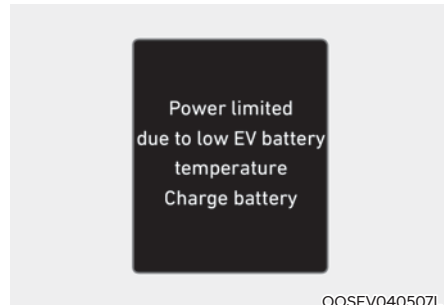 Power limited
due to low EV battery
temperature
Charge battery
OOSEV040507L